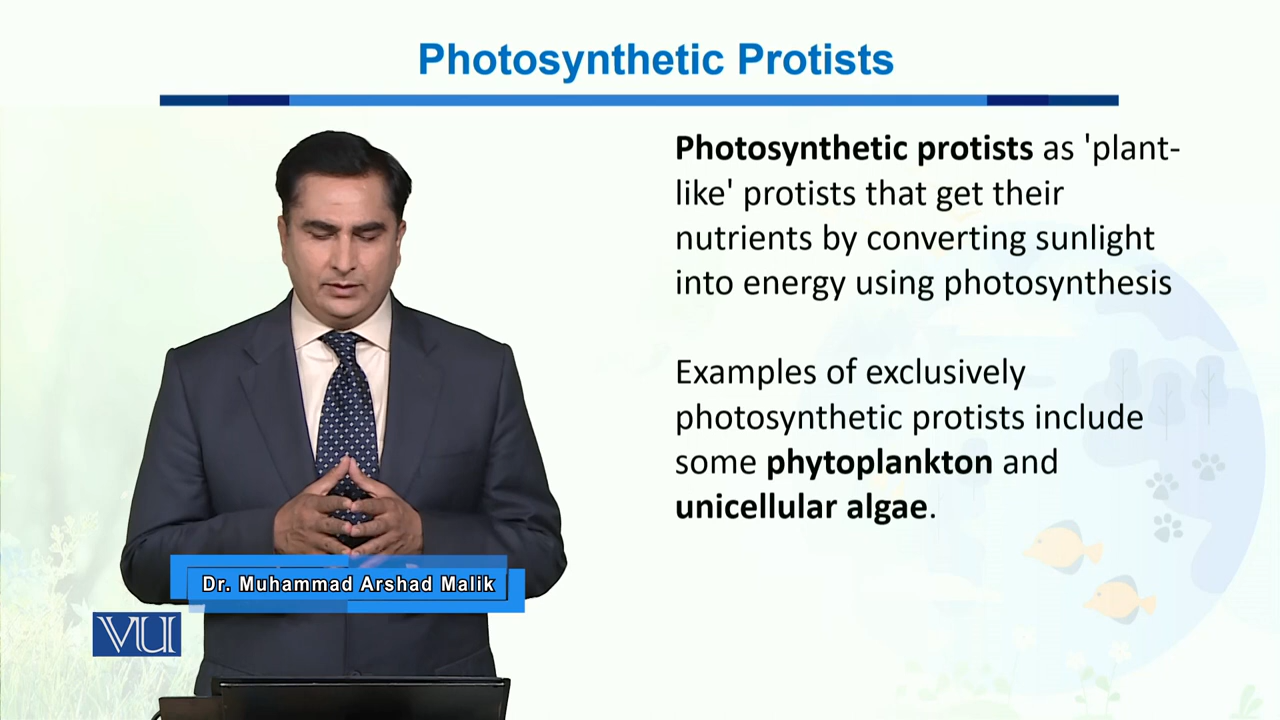 Photosynthetic Protists
Photosynthetic protists as 'plant-
like' protists that get their
nutrients by converting sunlight
into energy using photosynthesis
Examples of exclusively
photosynthetic protists include
some phytoplankton and
unicellular algae.
Dr. Muhammad Arshad Malik
VU